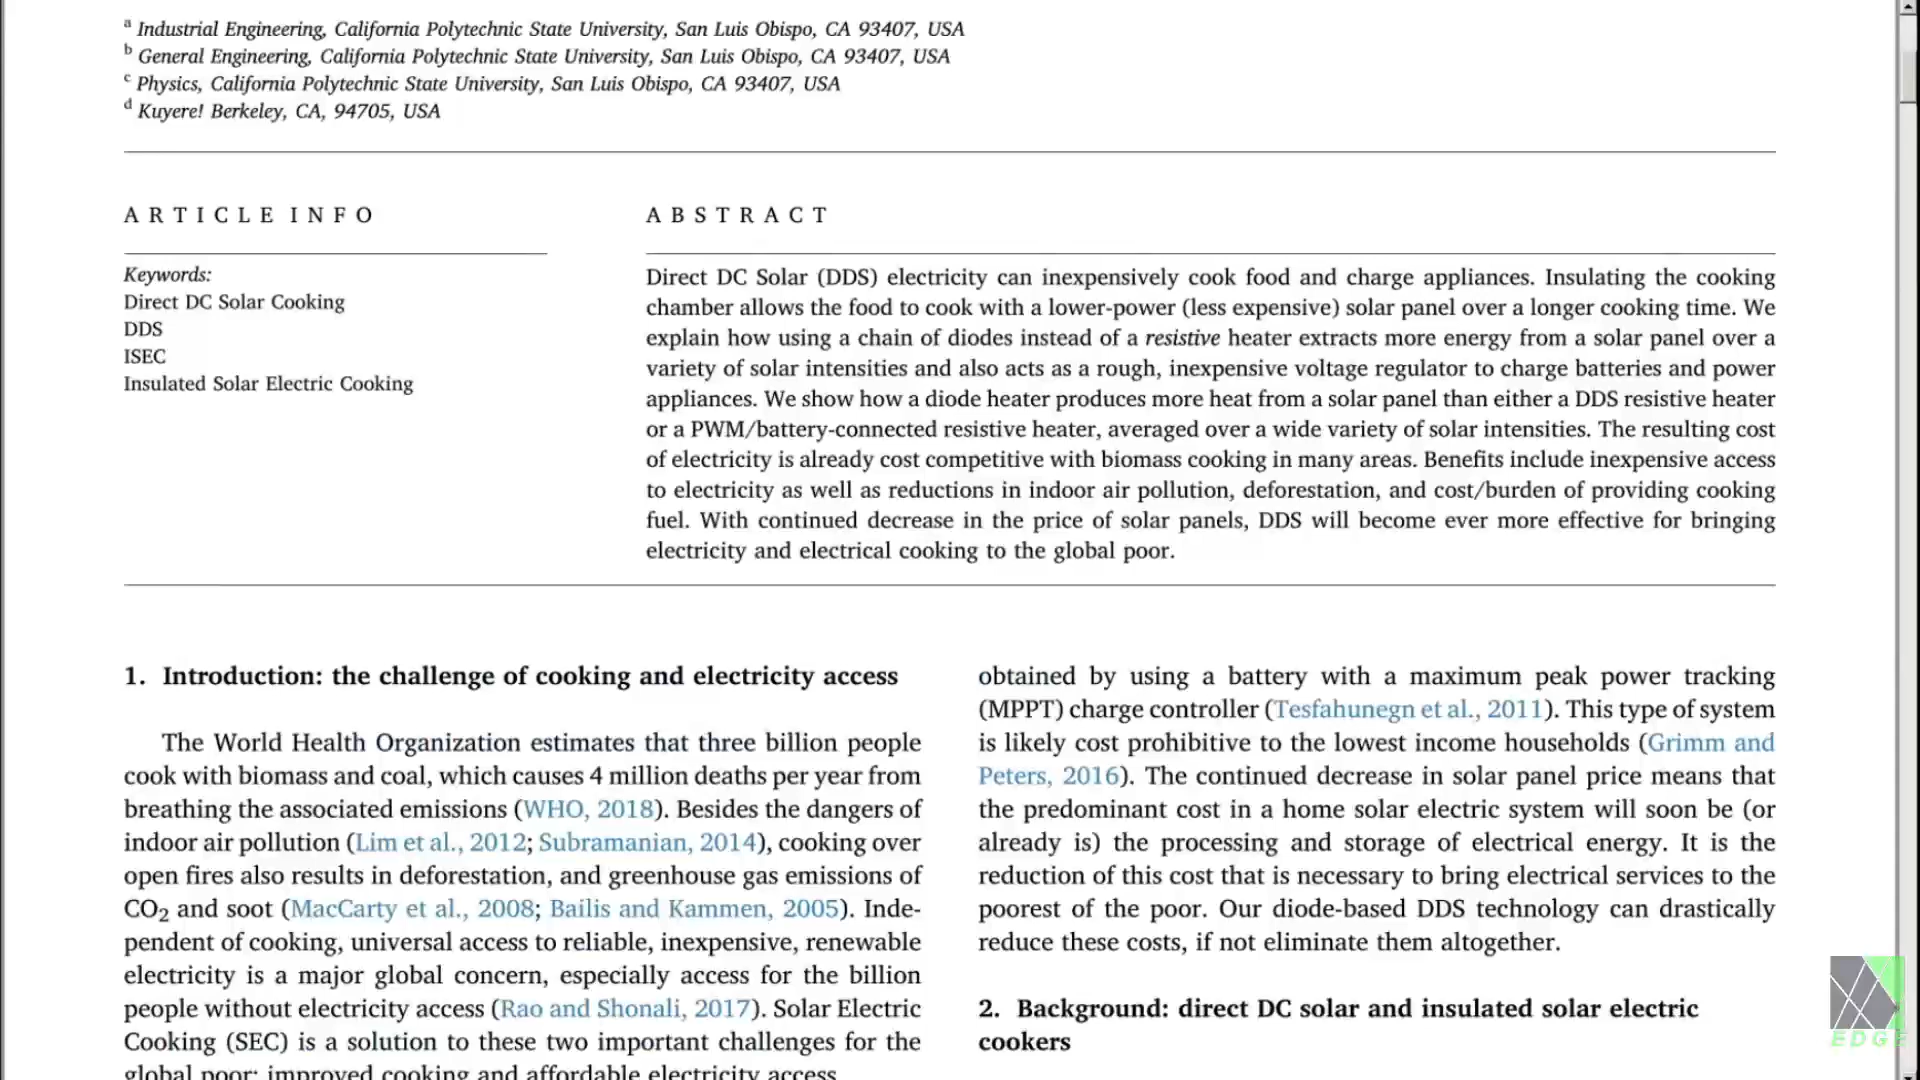 a Industrial Engineering, California Polytechnic State University, San Luis Obispo, CA 93407, USA
b General Engineering, California Polytechnic State University, San Luis Obispo, CA 93407, USA
c Physics, California Polytechnic State University, San Luis Obispo, CA 93407, USA
d Kuyere! Berkeley, CA, 94705, USA
ARTICLE INFO
Keywords:
Direct DC Solar Cooking
DDS
ISEC
Insulated Solar Electric Cooking
ABSTRACT
Direct DC Solar (DDS) electricity can inexpensively cook food and charge appliances. Insulating the cooking
chamber allows the food to cook with a lower-power (less expensive) solar panel over a longer cooking time. We
explain how using a chain of diodes instead of a resistive heater extracts more energy from a solar panel over a
variety of solar intensities and also acts as a rough, inexpensive voltage regulator to charge batteries and power
appliances. We show how a diode heater produces more heat from a solar panel than either a DDS resistive heater
or a PWM/battery-connected resistive heater, averaged over a wide variety of solar intensities. The resulting cost
of electricity is already cost competitive with biomass cooking in many areas. Benefits include inexpensive access
to electricity as well as reductions in indoor air pollution, deforestation, and cost/burden of providing cooking
fuel. With continued decrease in the price of solar panels, DDS will become ever more effective for bringing
electricity and electrical cooking to the global poor.
1. Introduction: the challenge of cooking and electricity access
The World Health Organization estimates that three billion people
cook with biomass and coal, which causes 4 million deaths per year from
breathing the associated emissions (WHO, 2018). Besides the dangers of
indoor air pollution (Lim et al., 2012; Subramanian, 2014), cooking over
open fires also results in deforestation, and greenhouse gas emissions of
CO2 and soot (MacCarty et al., 2008; Bailis and Kammen, 2005). Inde-
pendent of cooking, universal access to reliable, inexpensive, renewable
electricity is a major global concern, especially access for the billion
people without electricity access (Rao and Shonali, 2017). Solar Electric
Cooking (SEC) is a solution to these two important challenges for the
global poor: improved cooking and affordable electricity access.
obtained by using a battery with a maximum peak power tracking
(MPPT) charge controller (Tesfahunegn et al., 2011). This type of system
is likely cost prohibitive to the lowest income households (Grimm and
Peters, 2016). The continued decrease in solar panel price means that
the predominant cost in a home solar electric system will soon be (or
already is) the processing and storage of electrical energy. It is the
reduction of this cost that is necessary to bring electrical services to the
poorest of the poor. Our diode-based DDS technology can drastically
reduce these costs, if not eliminate them altogether.
2. Background: direct DC solar and insulated solar electric
cookers
EDGE